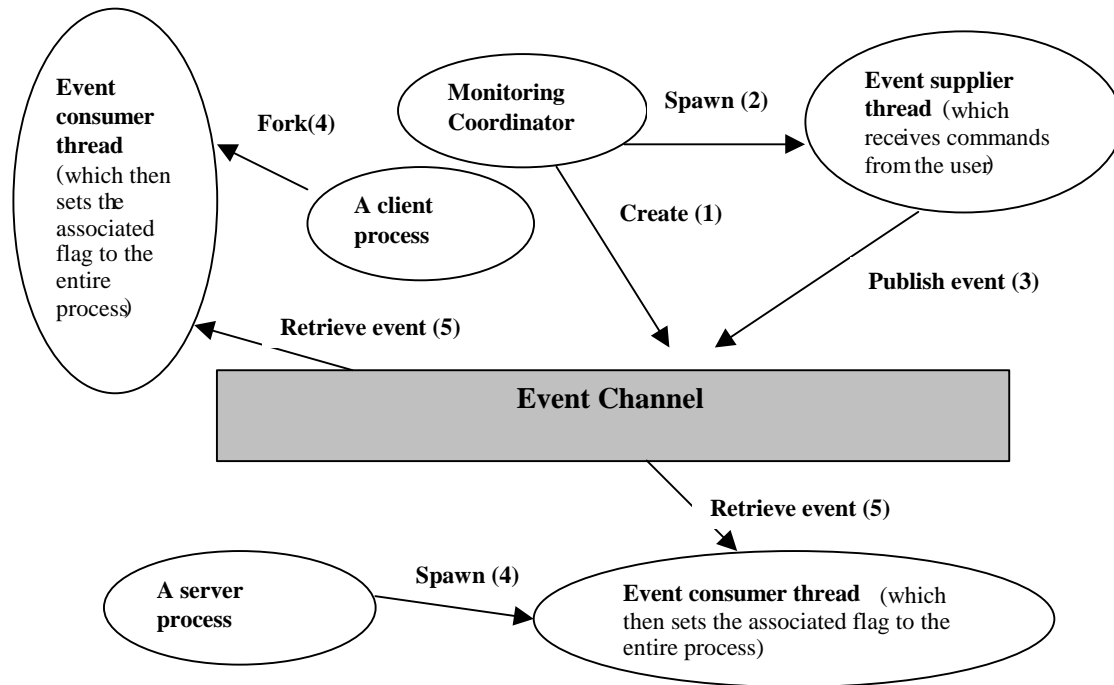 Event
consumer
thread
(which then
sets the
associated
flag to the
entire
process)
Fork(4)
Monitoring
Coordinator
Spawn (2)
Event supplier
thread (which
receives commands
from the user)
A client
process
Create (1)
Publish event (3)
Retrieve event (5)
Event Channel
Retrieve event (5)
A server
process
Spawn (4)
Event consumer thread (which
then sets the associated flag to the
entire process)